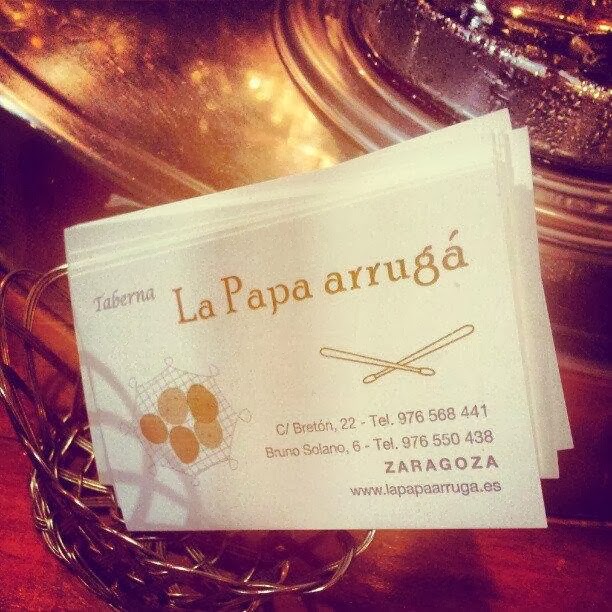 Taberna La Papa arrugá
C/ Bretón, 22 - Tel. 976 568 441
Bruno Solano, 6 - Tel. 976 550 438
ZARAGOZA
www.lapapaarruga.es